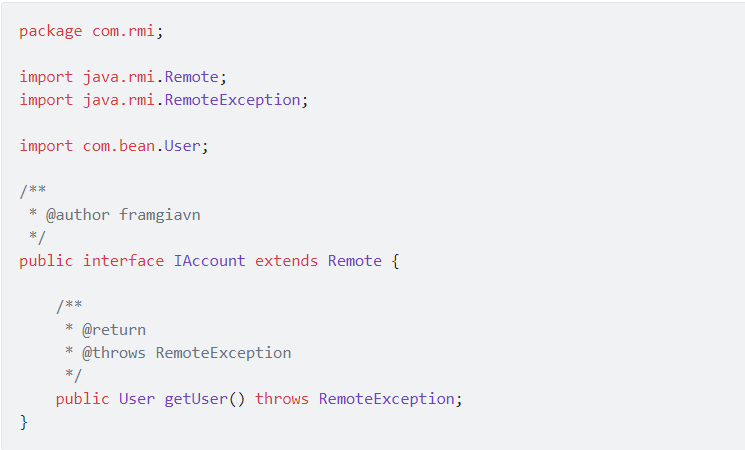 package com.rmi;
import java.rmi.Remote;
import java.rmi.RemoteException;
import com.bean.User;
/**
 * @author framgiavn
 */
public interface IAccount extends Remote {
    /**
     * @return
     * @throws RemoteException
     */
    public User getUser() throws RemoteException;
}